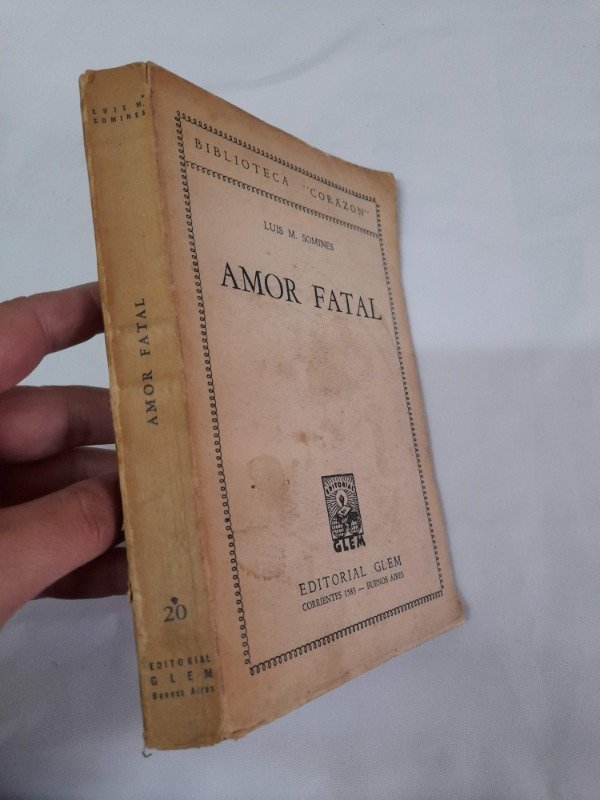 LUIS M.
SOMINES
AMOR FATAL
20
EDITORIAL
GLEM
Buenos Aires
BIBLIOTECA "CORAZON"
LUIS M. SOMINES
AMOR FATAL
EDITORIAL
GLEM
EDITORIAL GLEM
CORRIENTES 1585 — BUENOS AIRES